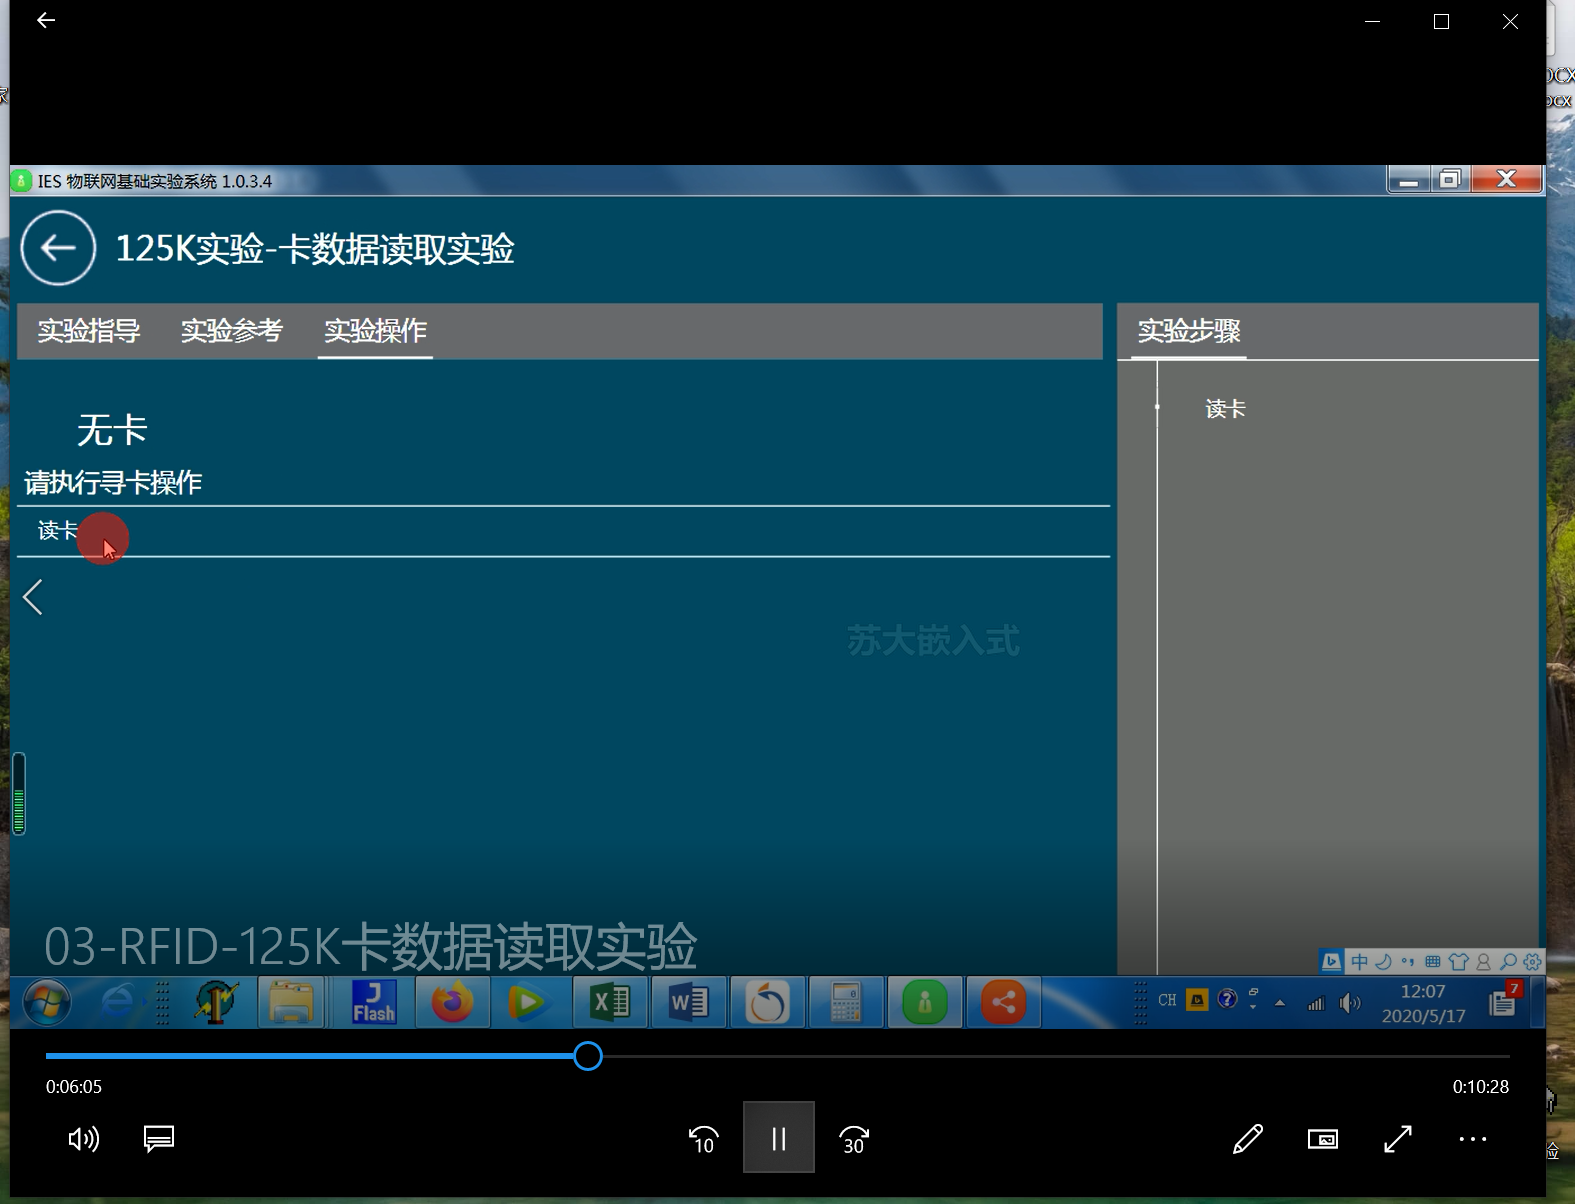 IES 物联网基础实验系统 1.0.3.4
125K实验-卡数据读取实验
实验指导 实验参考 实验操作
实验步骤
读卡
无卡
请执行寻卡操作
读卡
苏大嵌入式
03-RFID-125K卡数据读取实验
中
J
Flash
CH
12:07
2020/5/17
7
0:06:05
0:10:28
10
30